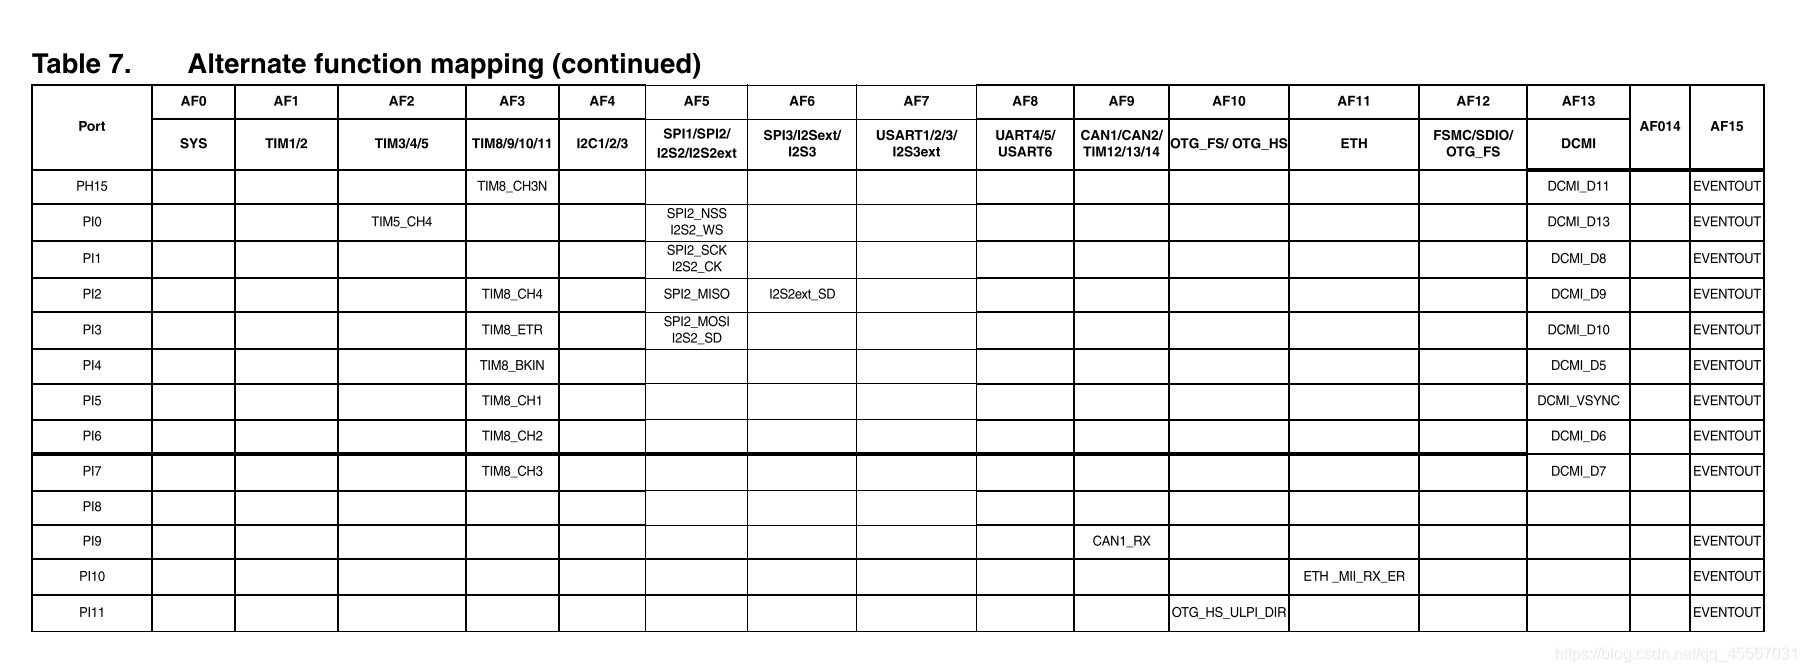 Table 7. Alternate function mapping (continued)
Port AF0 AF1 AF2 AF3 AF4 AF5 AF6 AF7 AF8 AF9 AF10 AF11 AF12 AF13 AF014 AF15
SYS TIM1/2 TIM3/4/5 TIM8/9/10/11 I2C1/2/3 SPI1/SPI2/ I2S2/I2S2ext SPI3/I2Sext/ I2S3 USART1/2/3/ I2S3ext UART4/5/ USART6 CAN1/CAN2/ TIM12/13/14 OTG_FS/ OTG_HS ETH FSMC/SDIO/ OTG_FS DCMI
PH15 TIM8_CH3N DCMI_D11 EVENTOUT
PI0 TIM5_CH4 SPI2_NSS I2S2_WS DCMI_D13 EVENTOUT
PI1 SPI2_SCK I2S2_CK DCMI_D8 EVENTOUT
PI2 TIM8_CH4 SPI2_MISO I2S2ext_SD DCMI_D9 EVENTOUT
PI3 TIM8_ETR SPI2_MOSI I2S2_SD DCMI_D10 EVENTOUT
PI4 TIM8_BKIN DCMI_D5 EVENTOUT
PI5 TIM8_CH1 DCMI_VSYNC EVENTOUT
PI6 TIM8_CH2 DCMI_D6 EVENTOUT
PI7 TIM8_CH3 DCMI_D7 EVENTOUT
PI8
PI9 CAN1_RX EVENTOUT
PI10 ETH _MII_RX_ER EVENTOUT
PI11 OTG_HS_ULPI_DIR EVENTOUT
https://blog.csdn.net/qq_45567031